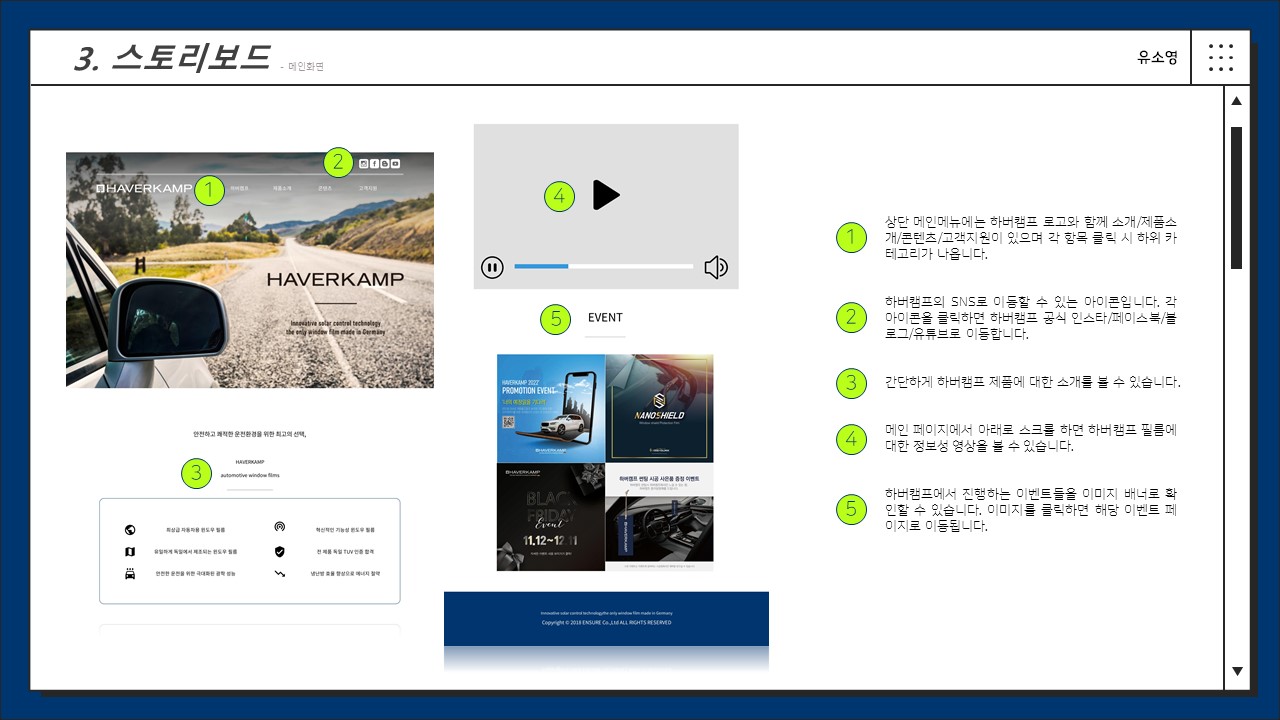 3. 스토리보드 - 메인화면
유소영
2
HAVERKAMP 1 하버캠프 제품소개 콘텐츠 고객지원
HAVERKAMP
Innovative solar control technology
the only window film made in Germany
안전하고 쾌적한 운전환경을 위한 최고의 선택,
HAVERKAMP
3
automotive window films
최상급 자동차용 윈도우 필름
혁신적인 기능성 윈도우 필름
유일하게 독일에서 제조되는 윈도우 필름
전 제품 독일 TUV 인증 합격
안전한 운전을 위한 극대화된 광학 성능
냉난방 효율 향상으로 에너지 절약
4
5 EVENT
HAVERKAMP 2022'
PROMOTION EVENT
NANOSHIELD
Window Shield Protection Film
HAVERKAMP
BLACK
FRIDAY
Event
11.12~12.11
하버캠프 썬팅 시공 사은품 증정 이벤트
HAVERKAMP
Innovative solar control technologythe only window film made in Germany
Copyright © 2018 ENSURE Co.,Ltd ALL RIGHTS RESERVED
1
상단 메인메뉴에는 하버캠프 로고와 함께 소개/제품소
개/콘텐츠/고객지원이 있으며 각 항목 클릭 시 하위 카
테고리가 나옵니다.
2
하버캠프의 SNS로 이동할 수 있는 아이콘입니다. 각
아이콘을 클릭하면 하버캠프 공식 인스타/페이스북/블
로그/유튜브로 이동됩니다.
3
간단하게 하버캠프 필름에 대한 소개를 볼 수 있습니다.
4
메인 페이지에서 아래로 스크롤 하면 하버캠프 필름에
대한 정보성 영상을 볼 수 있습니다.
5
하버캠프에서 진행하는 이벤트들을 이미지 배너로 확
인할 수 있습니다. 이미지를 클릭하면 해당 이벤트 페
이지로 이동됩니다.